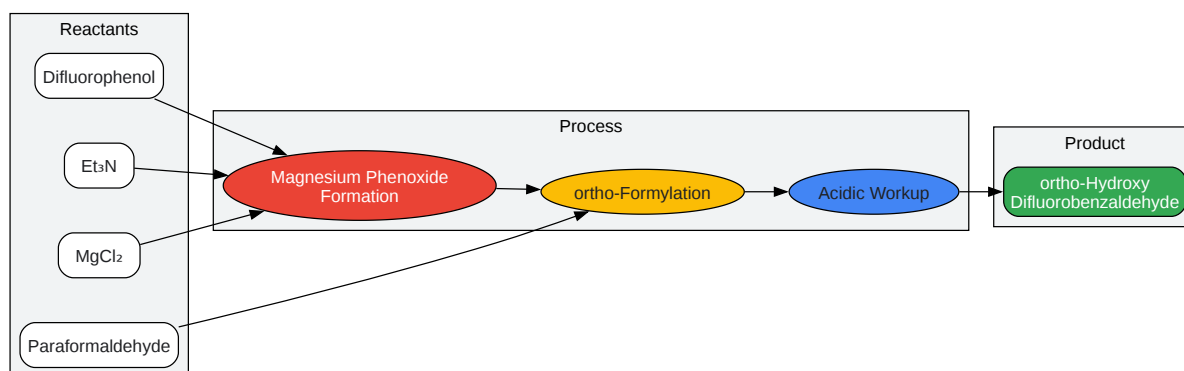 Reactants
Difluorophenol
Et₃N
MgCl₂
Paraformaldehyde
Process
Magnesium Phenoxide
Formation
ortho-Formylation
Acidic Workup
Product
ortho-Hydroxy
Difluorobenzaldehyde